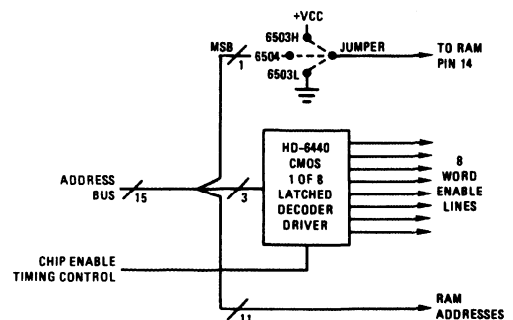 +VCC
6503H
MSB
1
6504
JUMPER
TO RAM
PIN 14
6503L
HD-6440
CMOS
1 OF 8
LATCHED
DECODER
DRIVER
8
WORD
ENABLE
LINES
ADDRESS
BUS
15
3
CHIP ENABLE
TIMING CONTROL
11
RAM
ADDRESSES